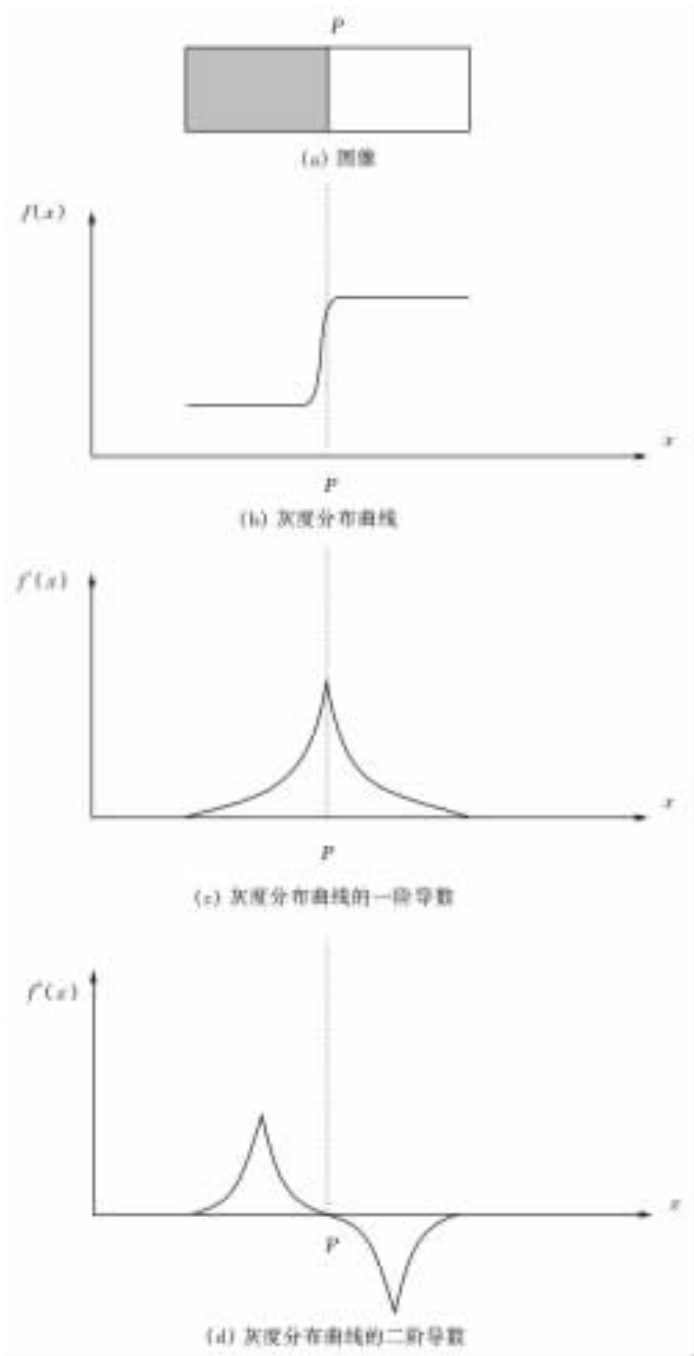 P
(a) 图像
f(x)
x
P
(b) 灰度分布曲线
f'(x)
x
P
(c) 灰度分布曲线的一阶导数
f"(x)
x
P
(d) 灰度分布曲线的二阶导数